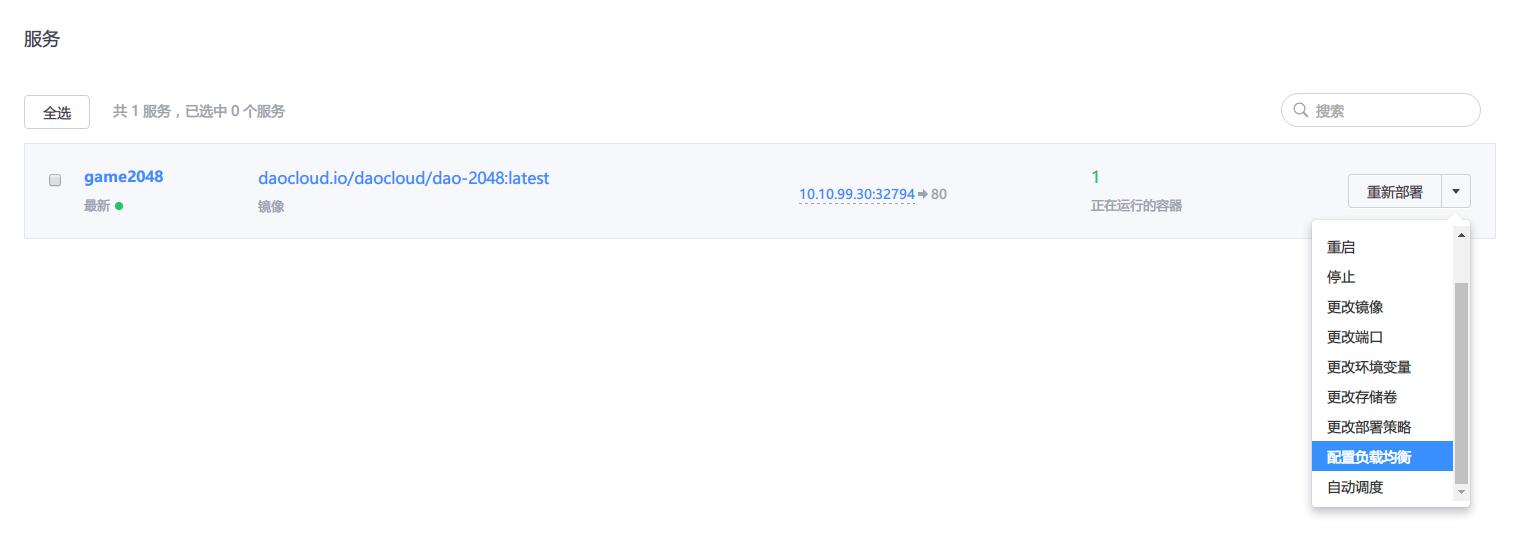 服务
全选
共 1 服务，已选中 0 个服务
搜索
game2048
最新
daocloud.io/daocloud/dao-2048:latest
镜像
10.10.99.30:32794 ➔ 80
1
正在运行的容器
重新部署
重启
停止
更改镜像
更改端口
更改环境变量
更改存储卷
更改部署策略
配置负载均衡
自动调度